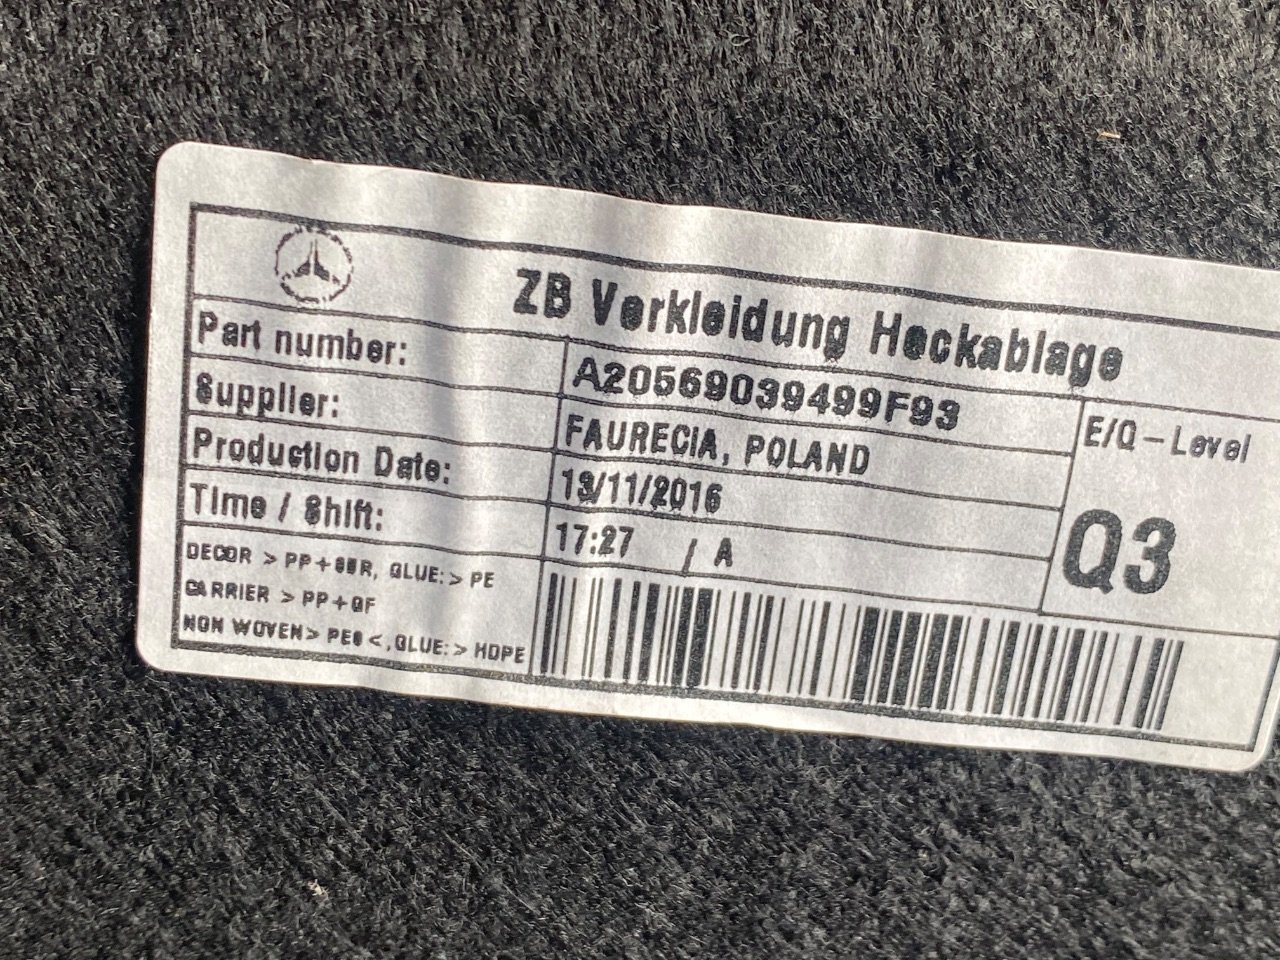 ZB Verkleidung Heckablage
Part number: A20569039499F93
Supplier: FAURECIA, POLAND
Production Date: 13/11/2016
Time / Shift: 17:27 / A
E/Q-Level
Q3
DECOR > PP+SBR, GLUE:> PE
CARRIER > PP+GF
NON WOVEN> PES <,GLUE:> HDPE